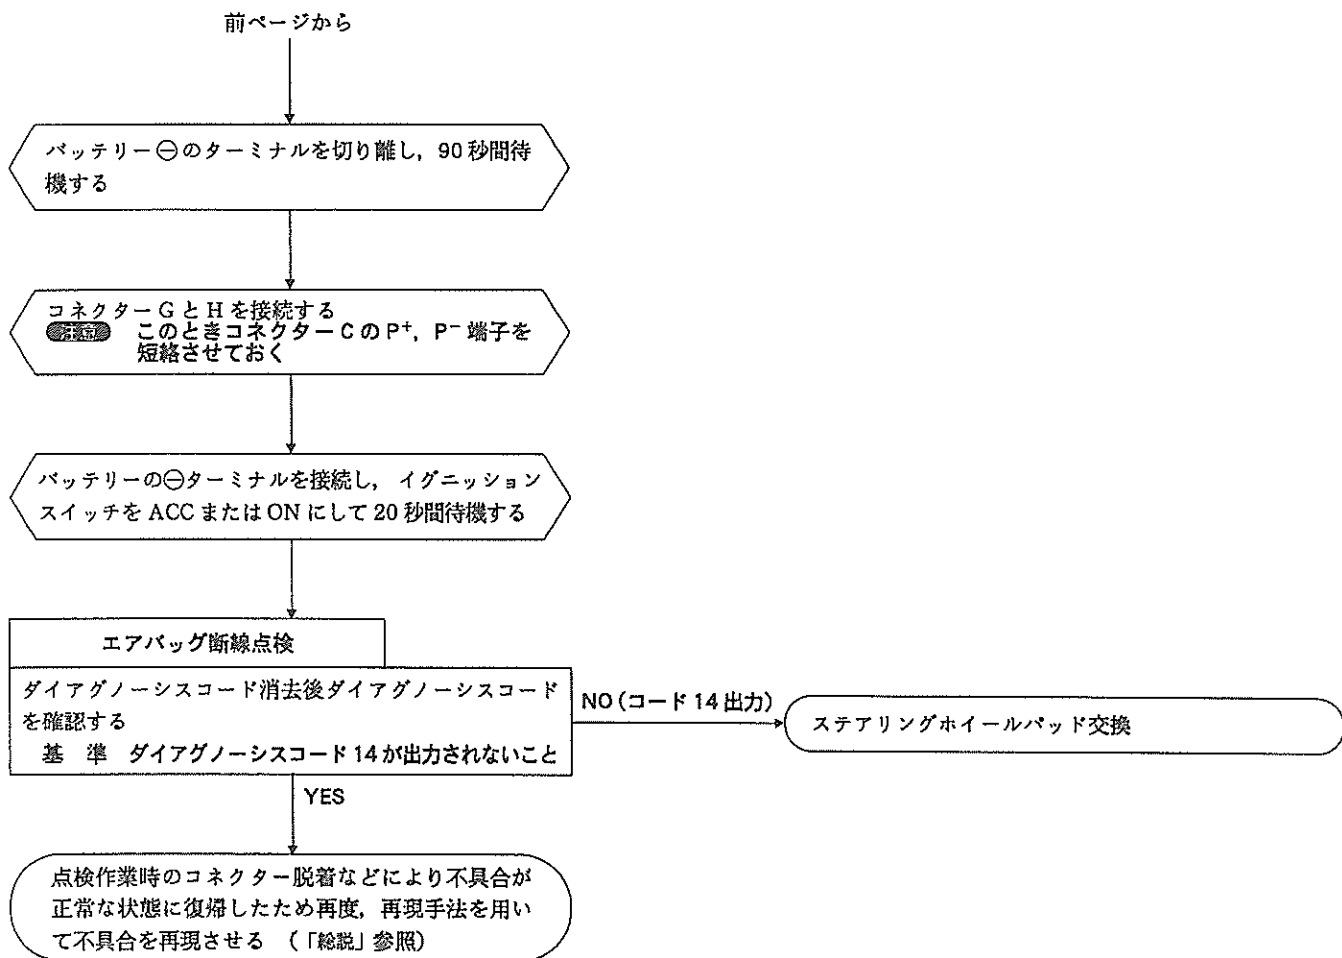 前ページから
バッテリー⊖のターミナルを切り離し，90秒間待
機する
コネクターGとHを接続する
注意 このときコネクターCのP⁺，P⁻端子を
短絡させておく
バッテリーの⊖ターミナルを接続し，イグニッション
スイッチをACCまたはONにして20秒間待機する
エアバッグ断線点検
ダイアグノーシスコード消去後ダイアグノーシスコード
を確認する
基 準 ダイアグノーシスコード14が出力されないこと
NO(コード14出力)
ステアリングホイールパッド交換
YES
点検作業時のコネクター脱着などにより不具合が
正常な状態に復帰したため再度，再現手法を用い
て不具合を再現させる （「総説」参照）